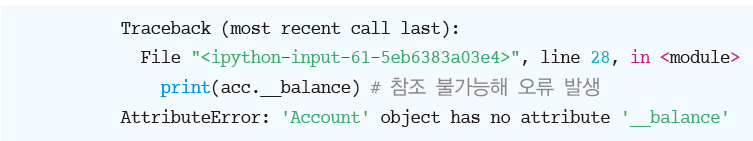 Traceback (most recent call last):
File "<ipython-input-61-5eb6383a03e4>", line 28, in <module>
print(acc.__balance) # 참조 불가능해 오류 발생
AttributeError: 'Account' object has no attribute '__balance'